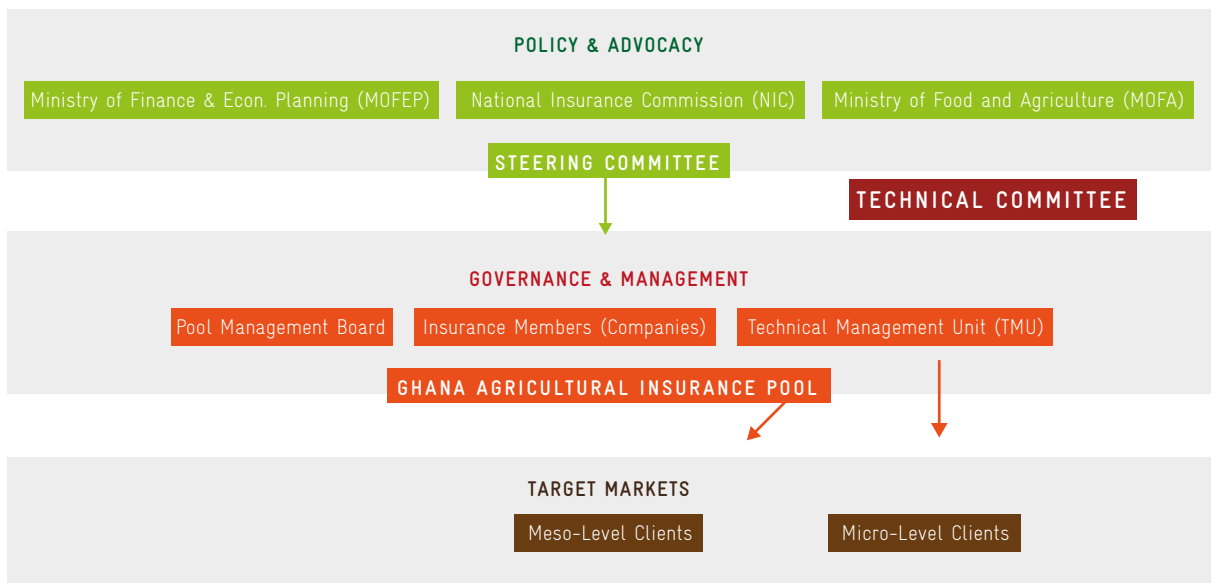 POLICY & ADVOCACY
Ministry of Finance & Econ. Planning (MOFEP)
National Insurance Commission (NIC)
Ministry of Food and Agriculture (MOFA)
STEERING COMMITTEE
TECHNICAL COMMITTEE
GOVERNANCE & MANAGEMENT
Pool Management Board
Insurance Members (Companies)
Technical Management Unit (TMU)
GHANA AGRICULTURAL INSURANCE POOL
TARGET MARKETS
Meso-Level Clients
Micro-Level Clients